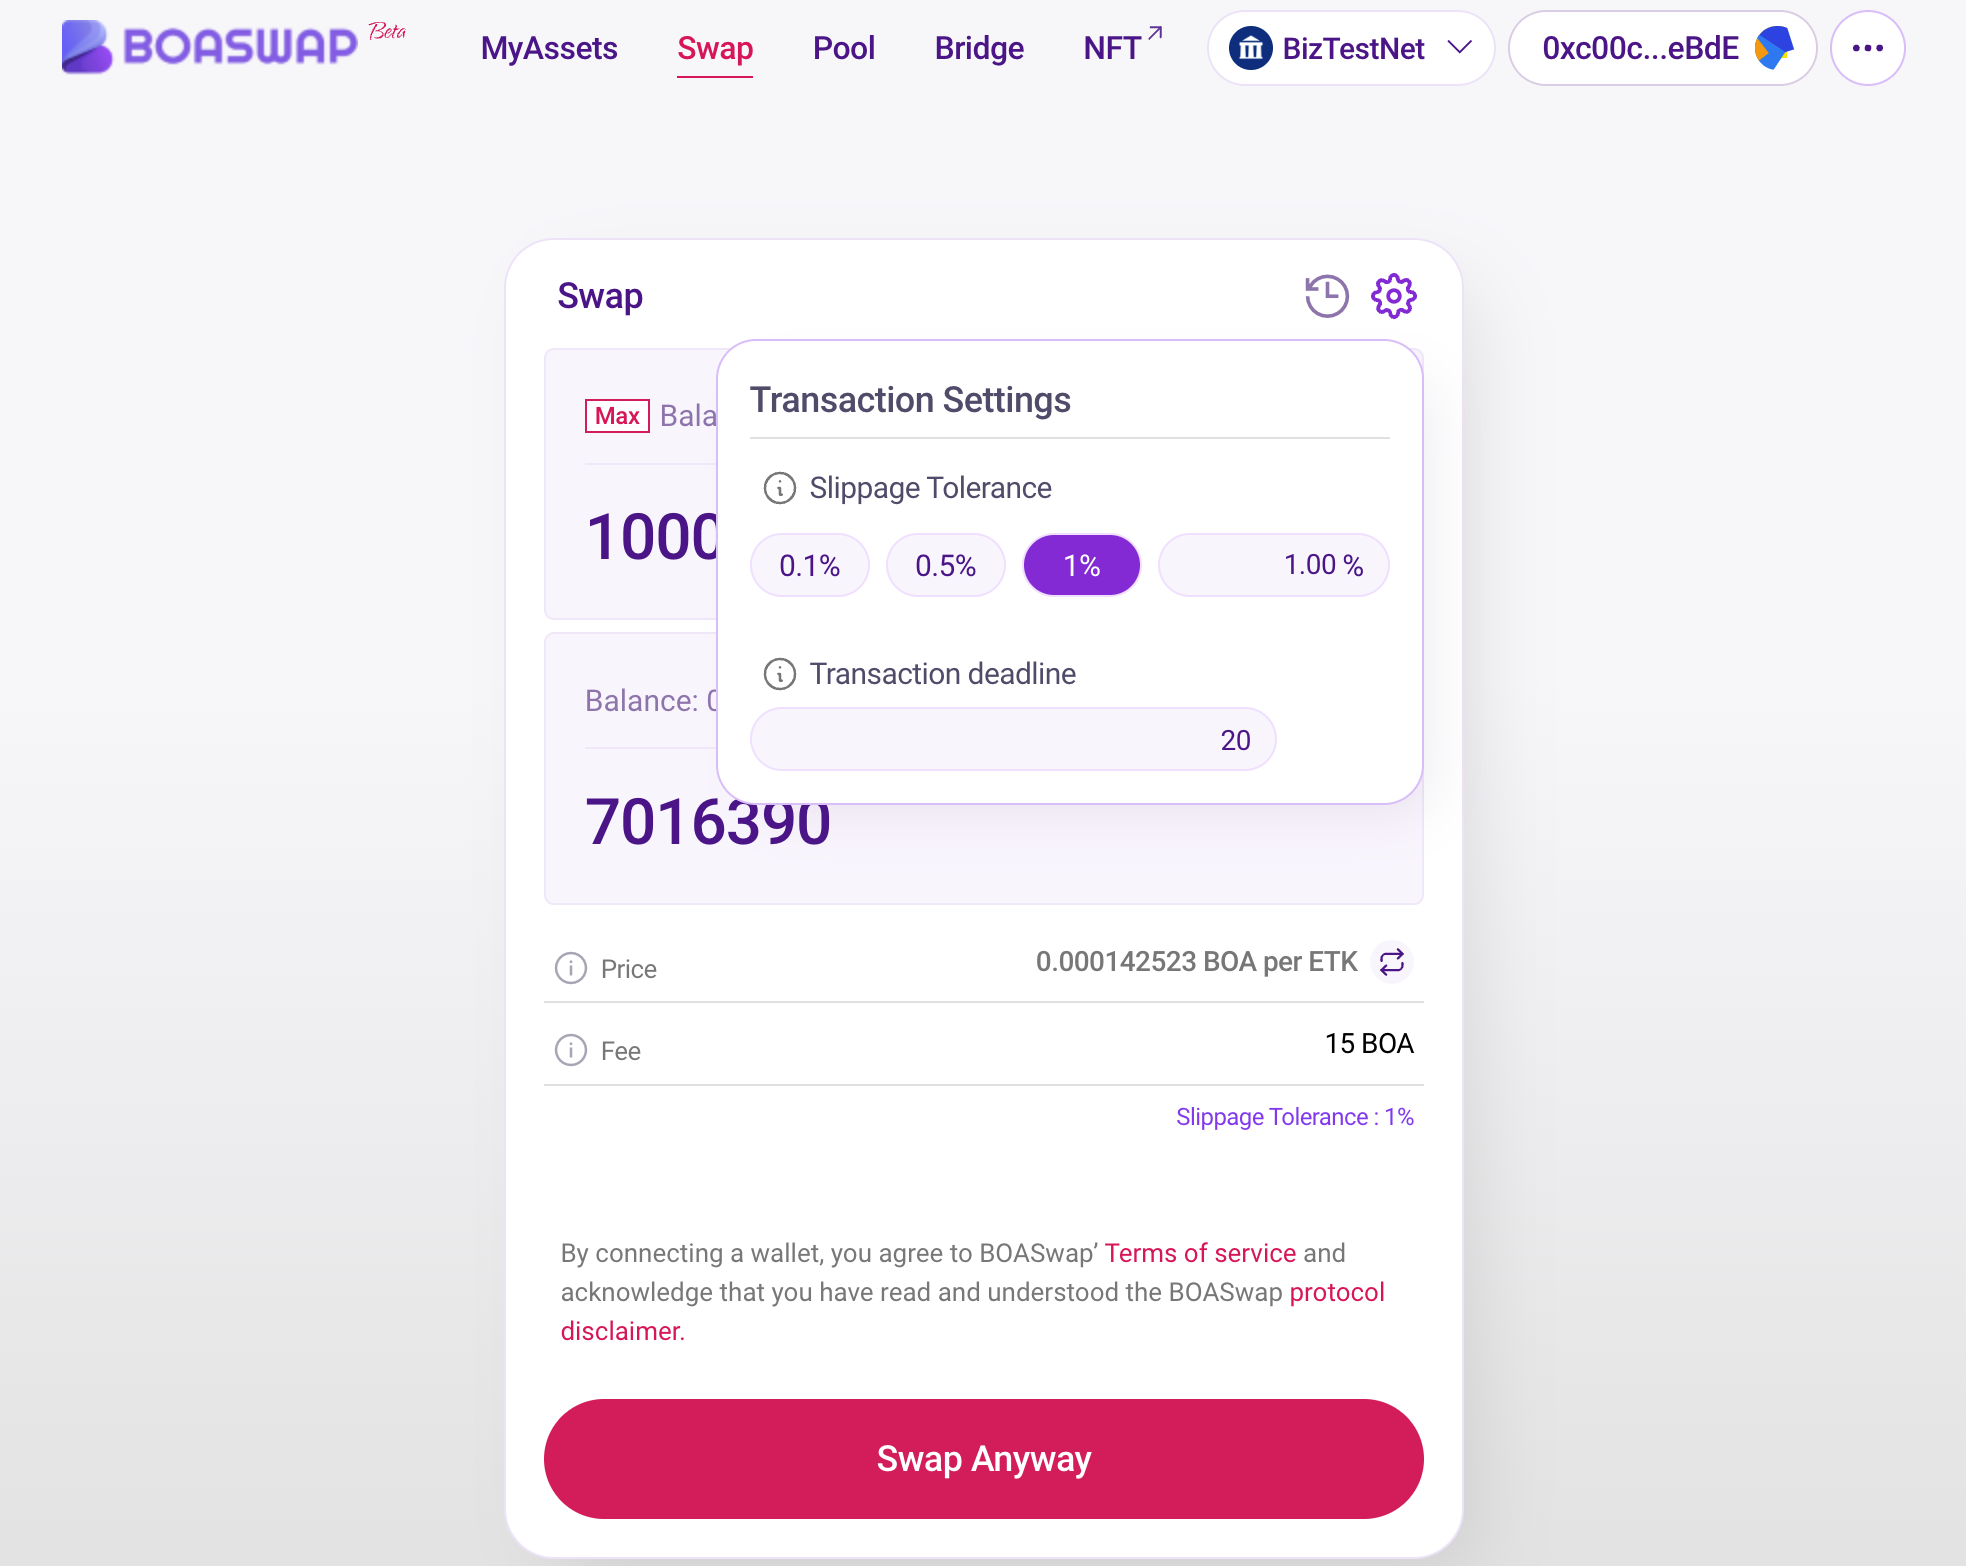 BOASWAP Beta
MyAssets Swap Pool Bridge NFT BizTestNet 0xc00c...eBdE
Swap
Max
Transaction Settings
Slippage Tolerance
1000
0.1% 0.5% 1% 1.00 %
Transaction deadline
Balance:
20
7016390
Price 0.000142523 BOA per ETK
Fee 15 BOA
Slippage Tolerance : 1%
By connecting a wallet, you agree to BOASwap’ Terms of service and
acknowledge that you have read and understood the BOASwap protocol
disclaimer.
Swap Anyway